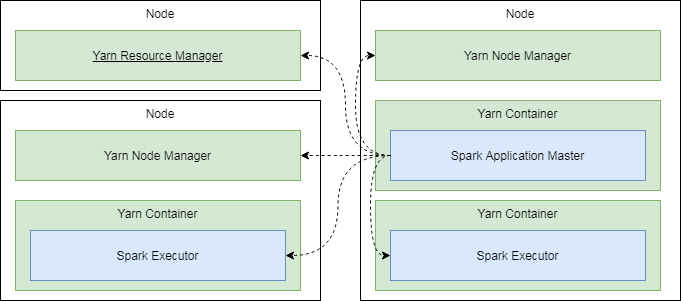 Node
Yarn Resource Manager
Node
Yarn Node Manager
Yarn Container
Spark Executor
Node
Yarn Node Manager
Yarn Container
Spark Application Master
Yarn Container
Spark Executor